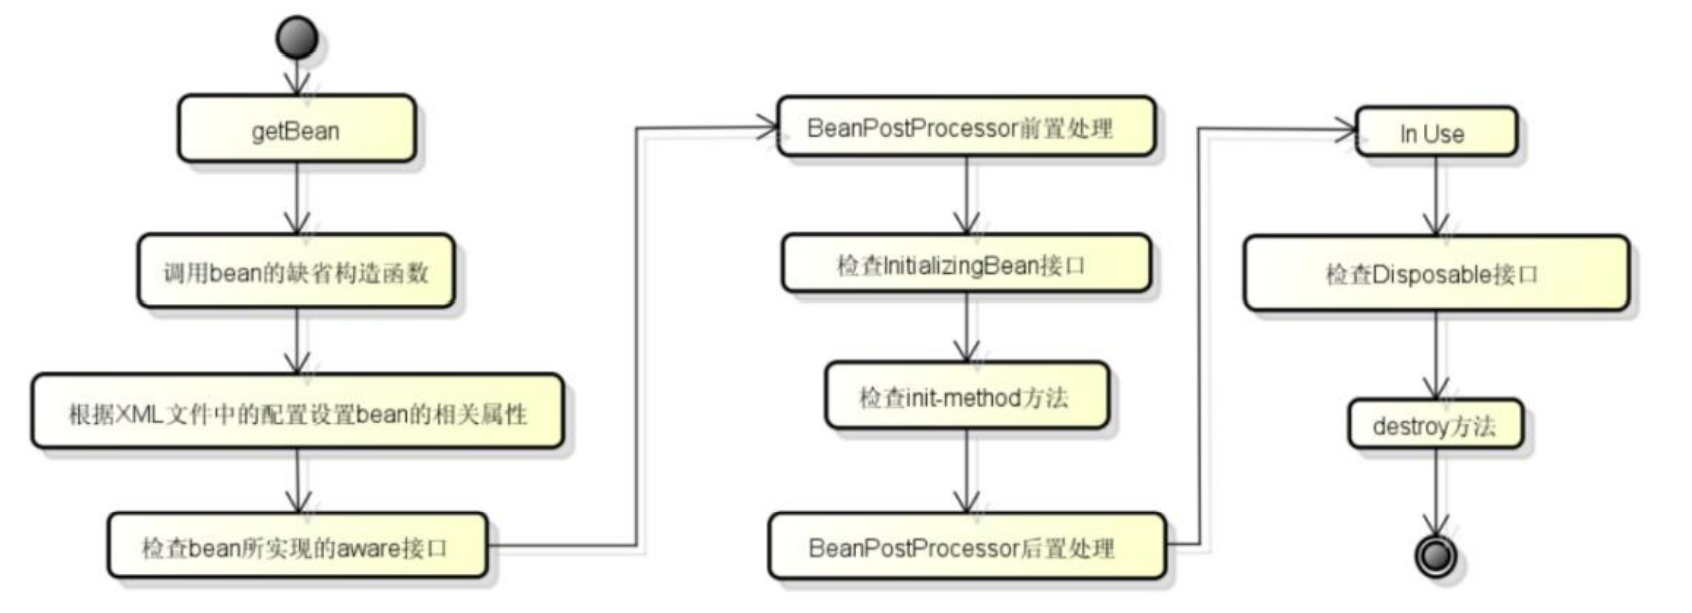 getBean
调用bean的缺省构造函数
根据XML文件中的配置设置bean的相关属性
检查bean所实现的aware接口
BeanPostProcessor前置处理
检查InitializingBean接口
检查init-method方法
BeanPostProcessor后置处理
In Use
检查Disposable接口
destroy方法